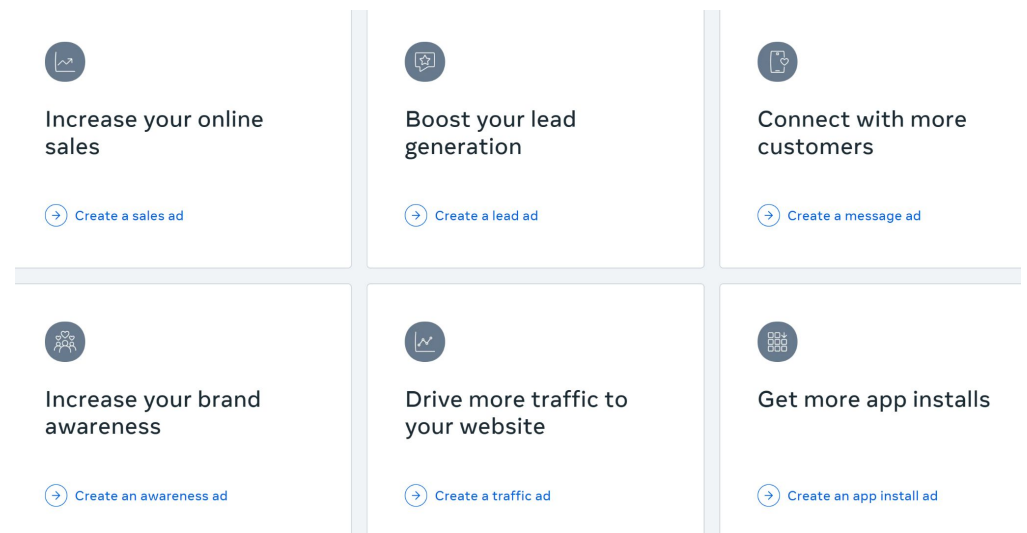 Increase your online
sales
Create a sales ad
Boost your lead
generation
Create a lead ad
Connect with more
customers
Create a message ad
Increase your brand
awareness
Create an awareness ad
Drive more traffic to
your website
Create a traffic ad
Get more app installs
Create an app install ad